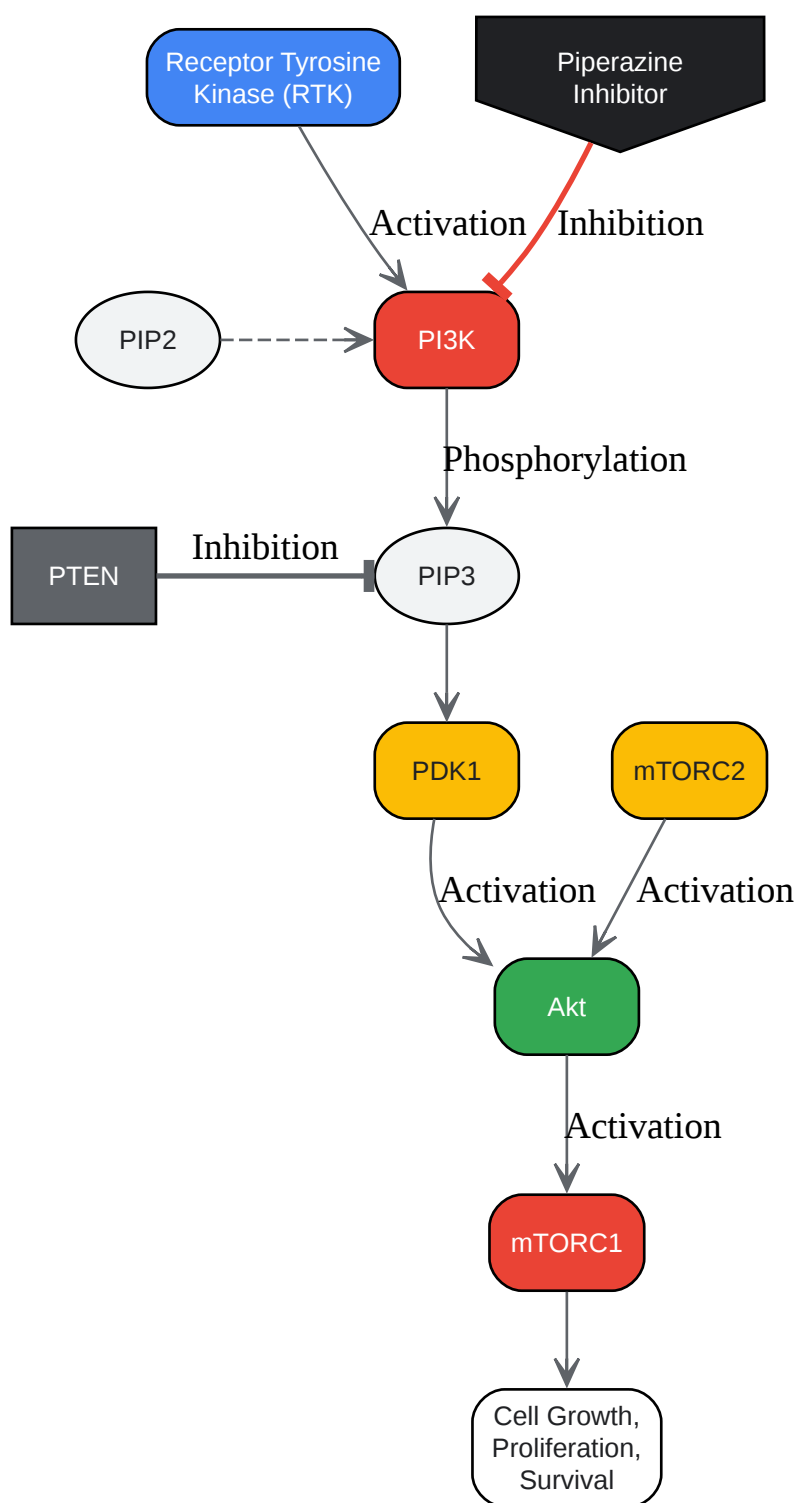 Receptor Tyrosine
Kinase (RTK)
Piperazine
Inhibitor
Activation
Inhibition
PIP2
PI3K
Phosphorylation
Inhibition
PTEN
PIP3
PDK1
mTORC2
Activation
Activation
Akt
Activation
mTORC1
Cell Growth,
Proliferation,
Survival